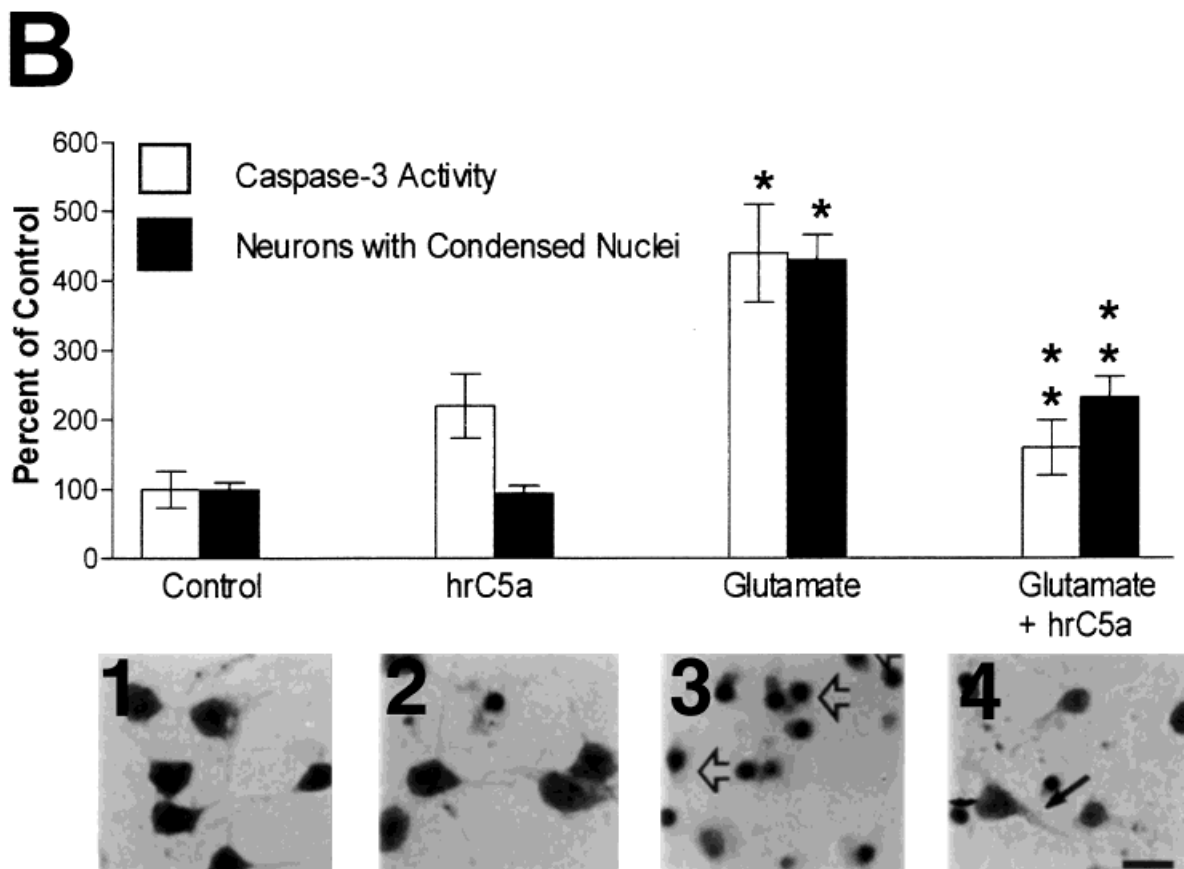 B
600
500
400
300
200
100
0
Percent of Control
Caspase-3 Activity
Neurons with Condensed Nuclei
*
*
*
*
*
*
Control
hrC5a
Glutamate
Glutamate
+ hrC5a
1
2
3
4